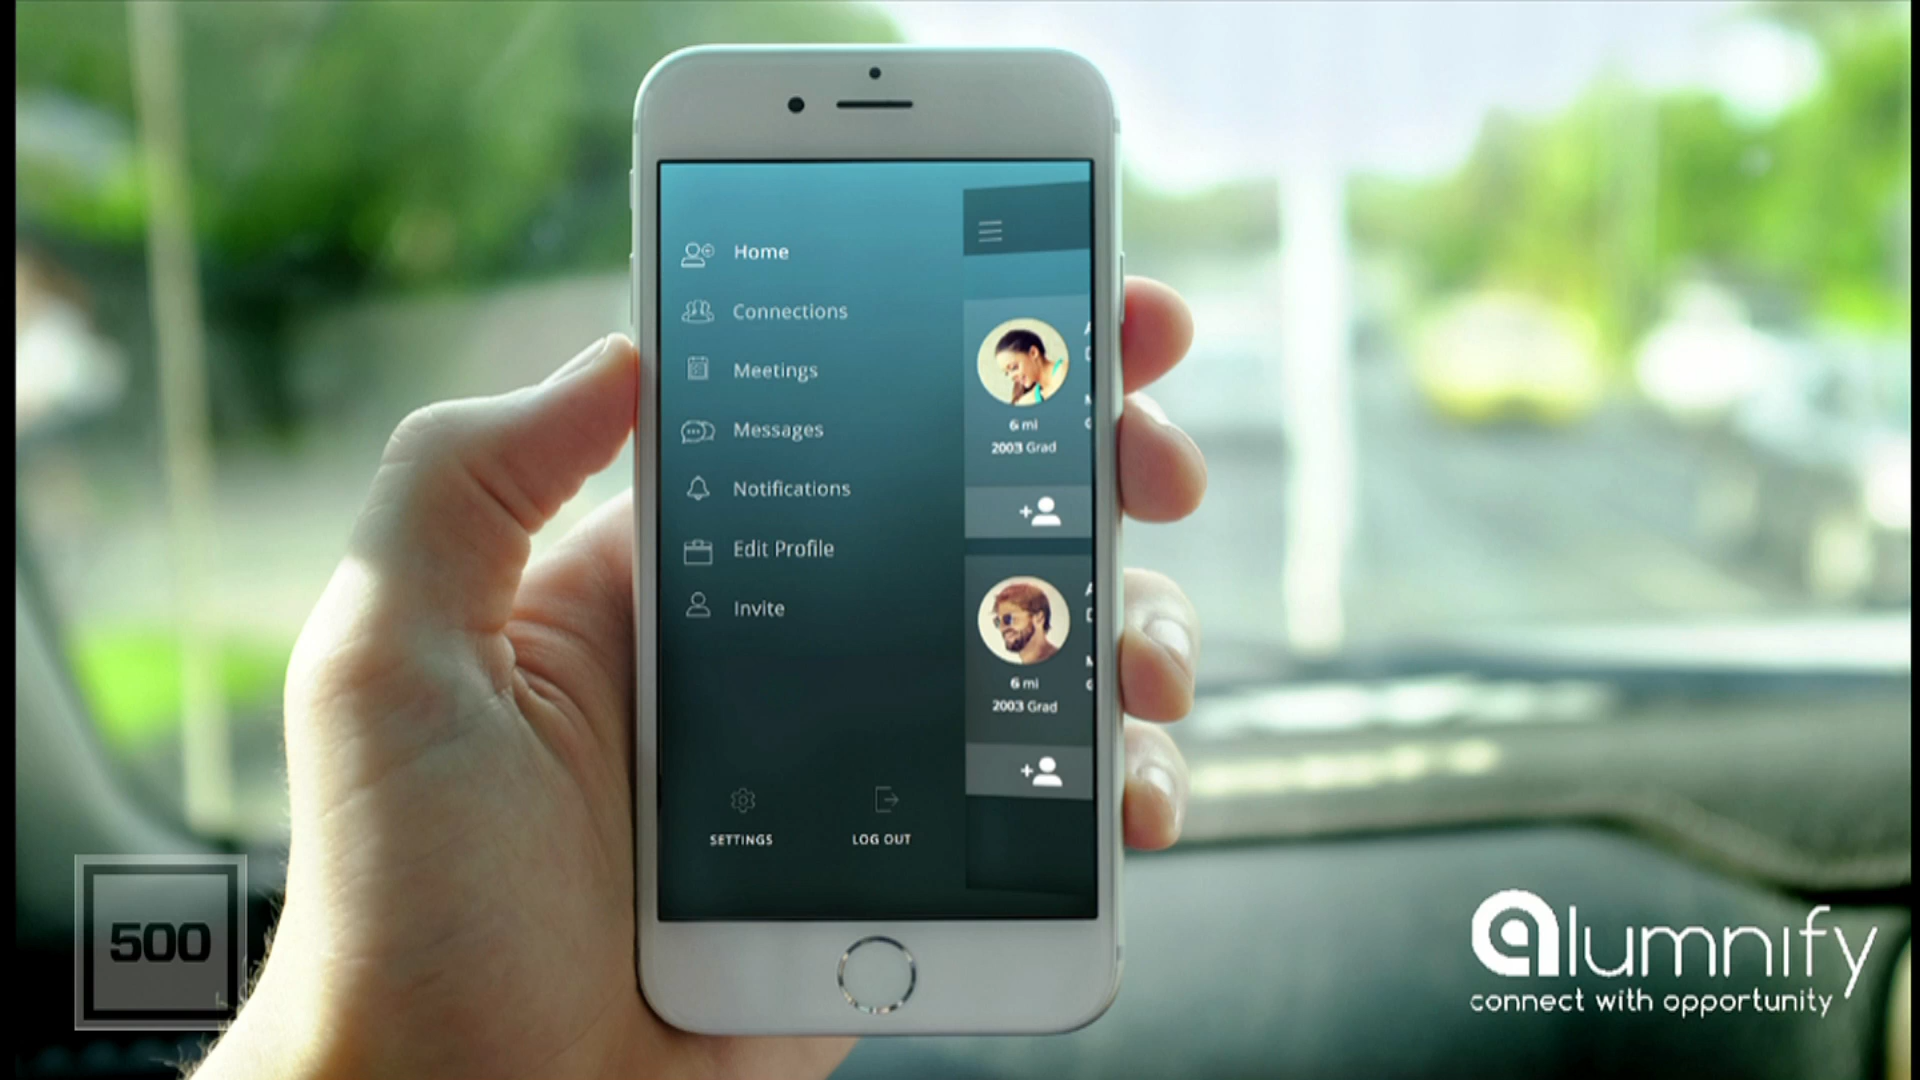 Home
Connections
Meetings
Messages
Notifications
Edit Profile
Invite
SETTINGS
LOG OUT
6 mi
2003 Grad
6 mi
2003 Grad
500
alumnify
connect with opportunity